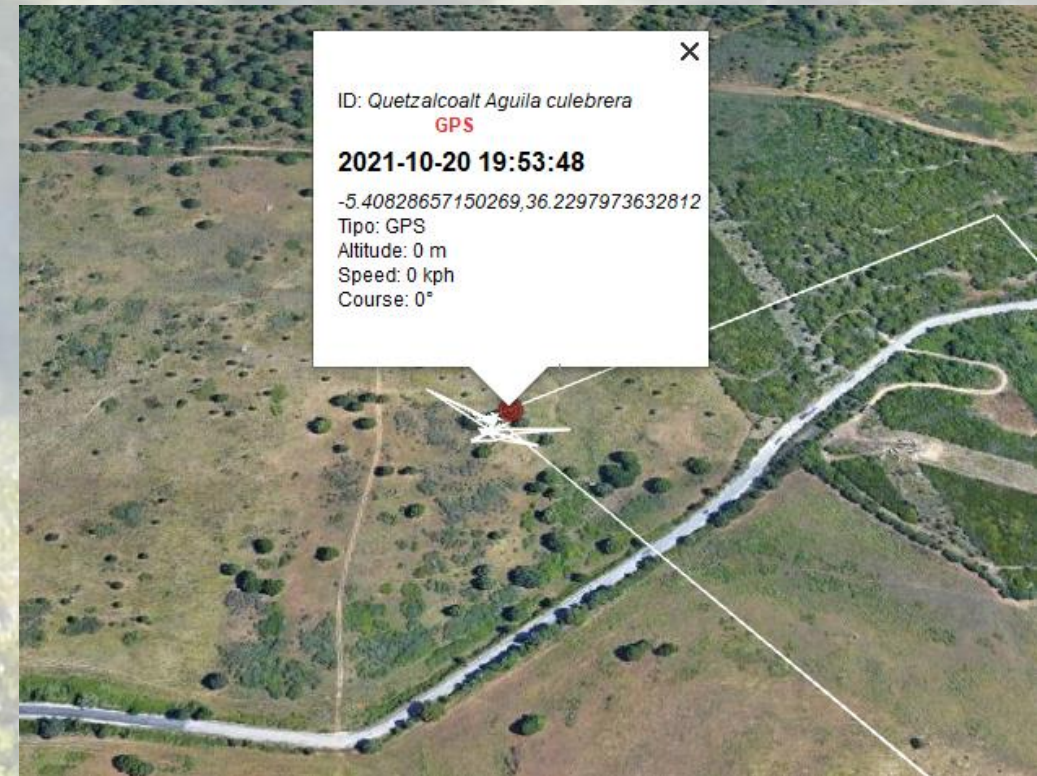 ID: Quetzalcoalt Aguila culebrera
GPS
2021-10-20 19:53:48
-5.40828657150269,36.2297973632812
Tipo: GPS
Altitude: 0 m
Speed: 0 kph
Course: 0°